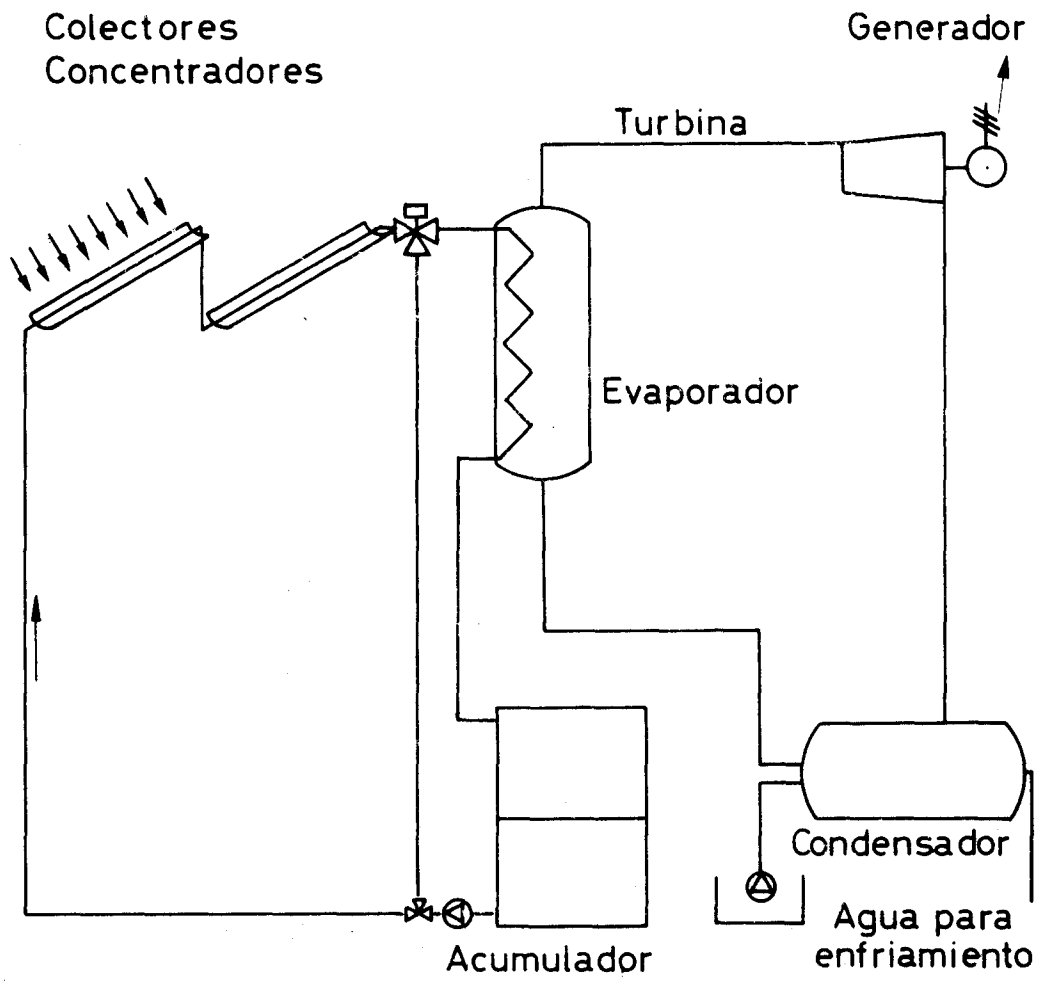 Colectores
Concentradores
Generador
Turbina
Evaporador
Condensador
Agua para
enfriamiento
Acumulador